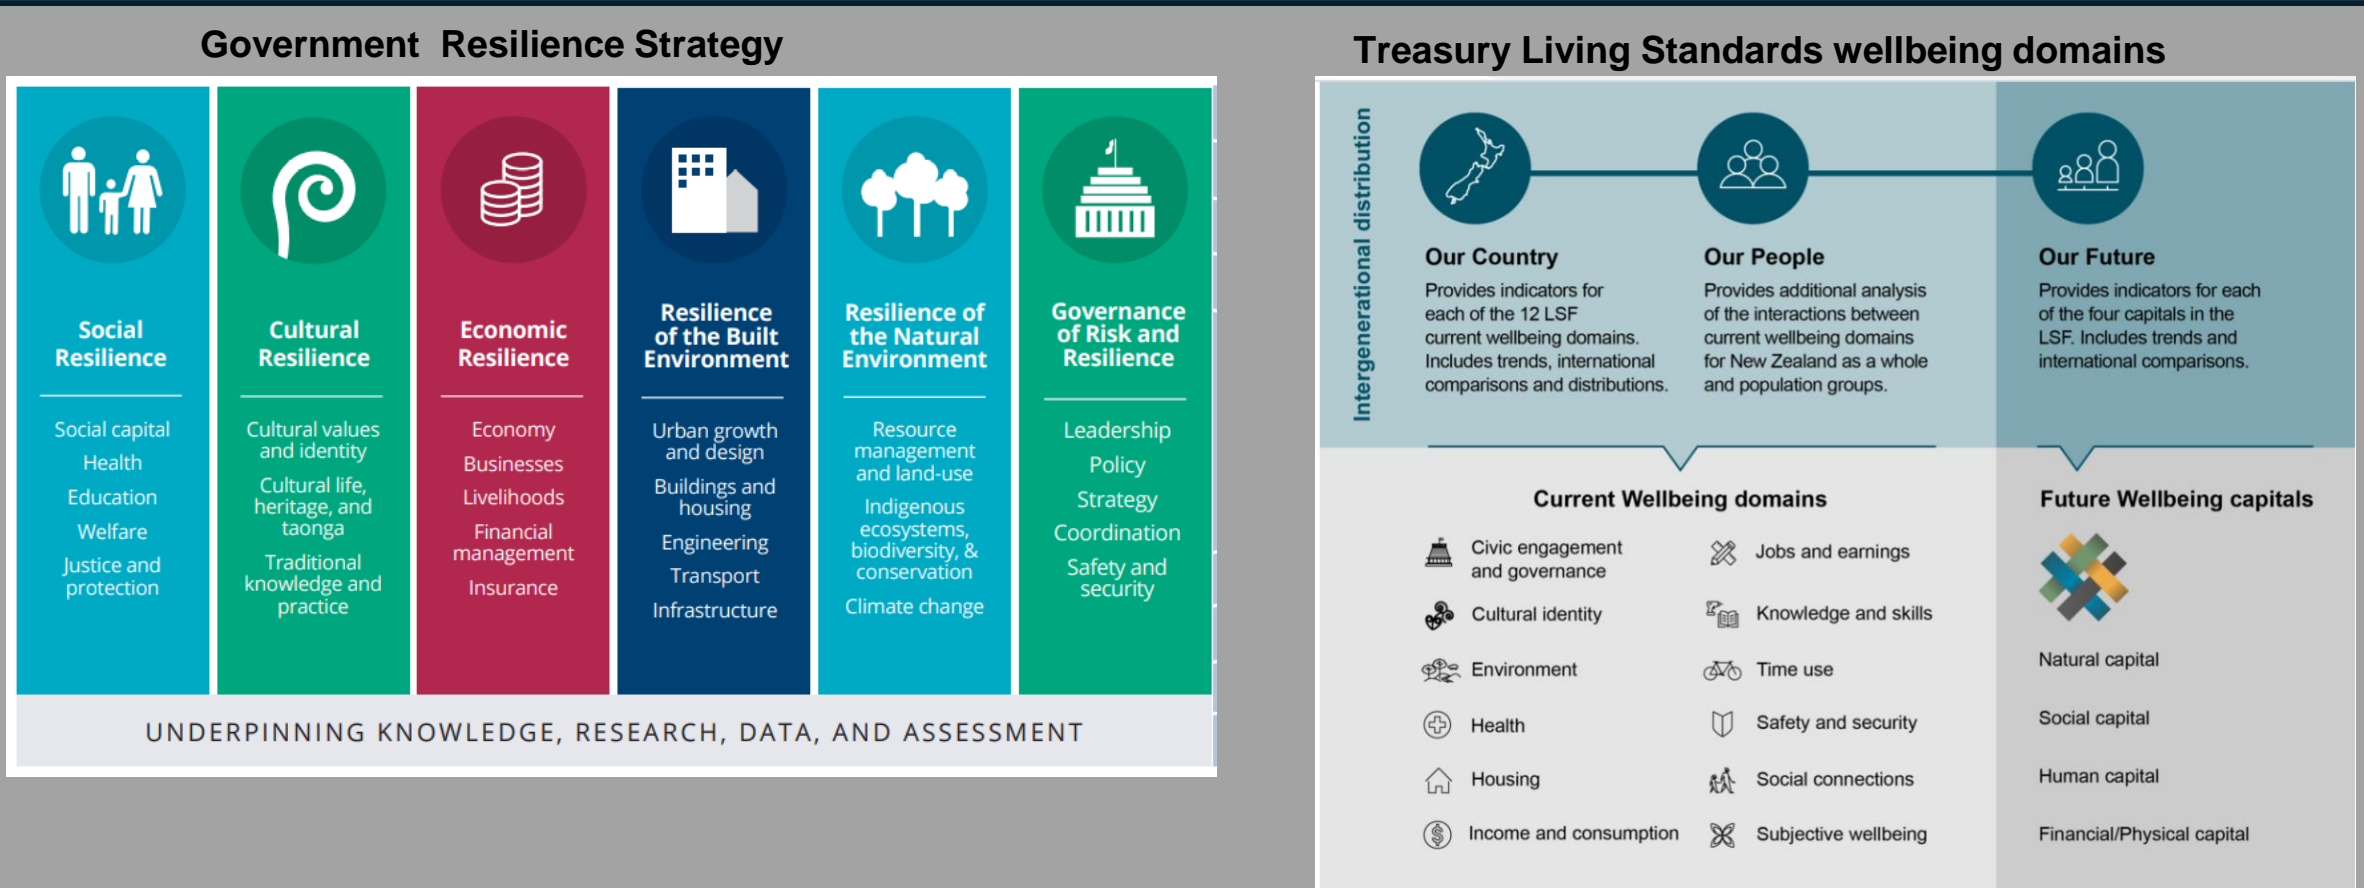 Government  Resilience Strategy
Social
Resilience
Social capital
Health
Education
Welfare
Justice and
protection
Cultural
Resilience
Cultural values
and identity
Cultural life,
heritage, and
taonga
Traditional
knowledge and
practice
Economic
Resilience
Economy
Businesses
Livelihoods
Financial
management
Insurance
Resilience
of the Built
Environment
Urban growth
and design
Buildings and
housing
Engineering
Transport
Infrastructure
Resilience of
the Natural
Environment
Resource
management
and land-use
Indigenous
ecosystems,
biodiversity, &
conservation
Climate change
Governance
of Risk and
Resilience
Leadership
Policy
Strategy
Coordination
Safety and
security
UNDERPINNING KNOWLEDGE, RESEARCH, DATA, AND ASSESSMENT
Treasury Living Standards wellbeing domains
Intergenerational distribution
Our Country
Provides indicators for
each of the 12 LSF
current wellbeing domains.
Includes trends, international
comparisons and distributions.
Our People
Provides additional analysis
of the interactions between
current wellbeing domains
for New Zealand as a whole
and population groups.
Our Future
Provides indicators for each
of the four capitals in the
LSF. Includes trends and
international comparisons.
Current Wellbeing domains
Civic engagement
and governance
Cultural identity
Environment
Health
Housing
Income and consumption
Jobs and earnings
Knowledge and skills
Time use
Safety and security
Social connections
Subjective wellbeing
Future Wellbeing capitals
Natural capital
Social capital
Human capital
Financial/Physical capital